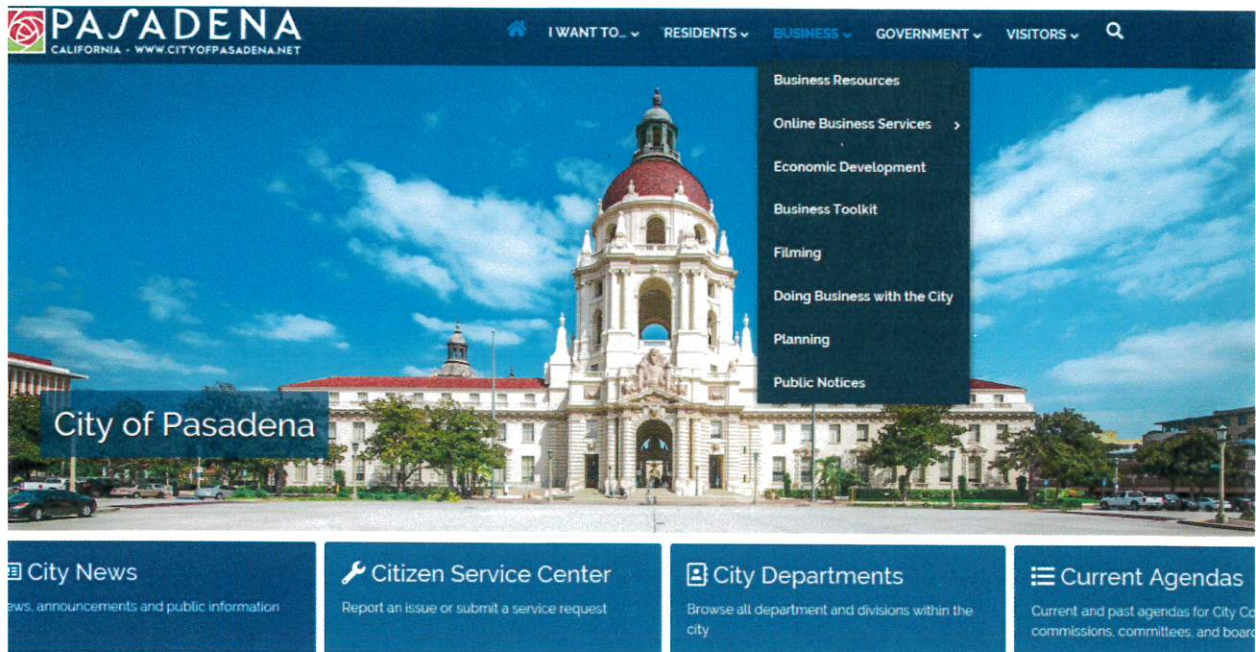 PASADENA
CALIFORNIA - WWW.CITYOFPASADENA.NET
I WANT TO... RESIDENTS BUSINESS GOVERNMENT VISITORS
Business Resources
Online Business Services
Economic Development
Business Toolkit
Filming
Doing Business with the City
Planning
Public Notices
City of Pasadena
City News
ews, announcements and public information
Citizen Service Center
Report an issue or submit a service request
City Departments
Browse all department and divisions within the
city
Current Agendas
Current and past agendas for City Co
commissions, committees, and board